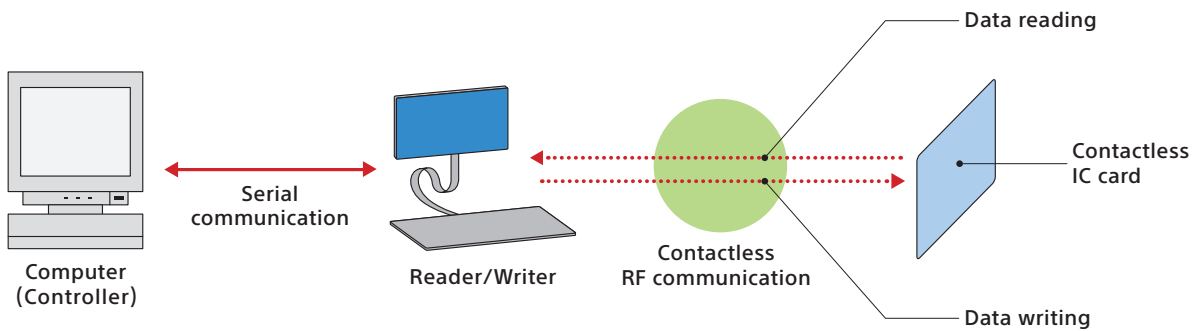 Data reading
Contactless
IC card
Serial
communication
Computer
(Controller)
Reader/Writer
Contactless
RF communication
Data writing